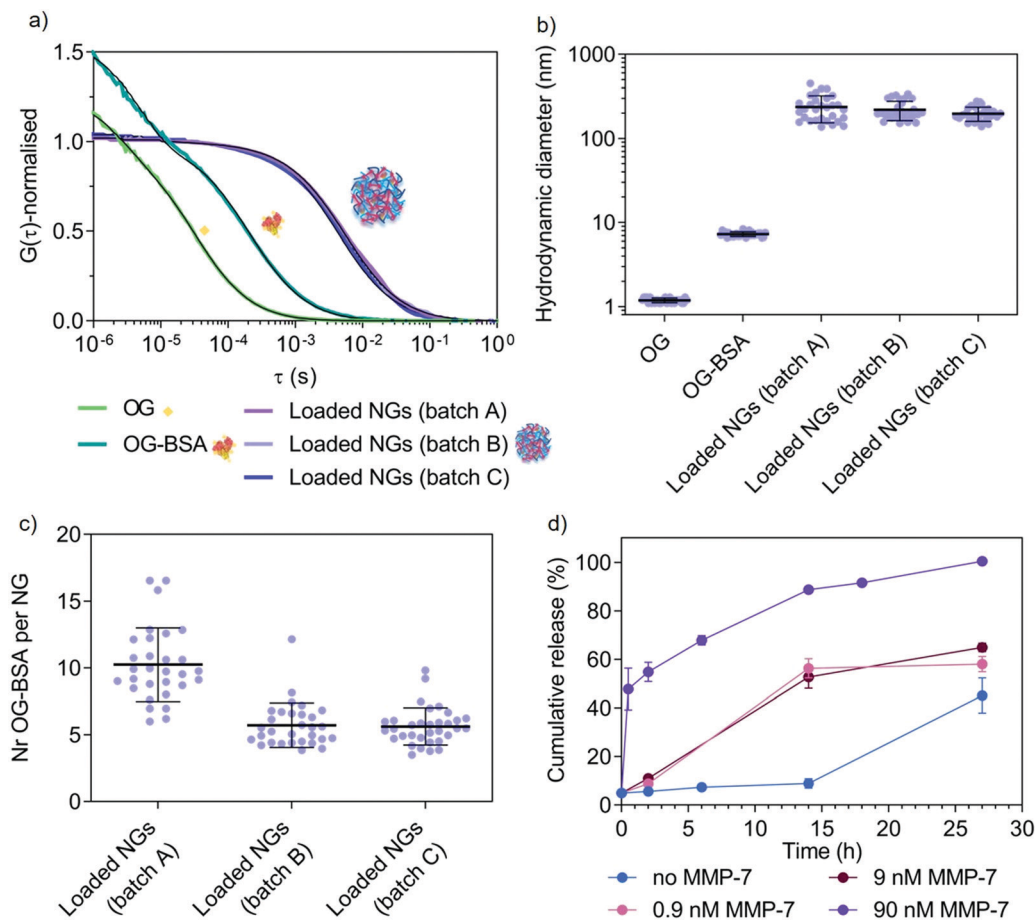 a)
1.5
1.0
0.5
0.0
G(τ)-normalised
10⁻⁶ 10⁻⁵ 10⁻⁴ 10⁻³ 10⁻² 10⁻¹ 10⁰
τ (s)
OG
OG-BSA
Loaded NGs (batch A)
Loaded NGs (batch B)
Loaded NGs (batch C)
b)
1000
100
10
1
Hydrodynamic diameter (nm)
OG
OG-BSA
Loaded NGs (batch A)
Loaded NGs (batch B)
Loaded NGs (batch C)
c)
20
15
10
5
0
Nr OG-BSA per NG
Loaded NGs
(batch A)
Loaded NGs
(batch B)
Loaded NGs
(batch C)
d)
100
80
60
40
20
0
Cumulative release (%)
0 5 10 15 20 25 30
Time (h)
no MMP-7
9 nM MMP-7
0.9 nM MMP-7
90 nM MMP-7